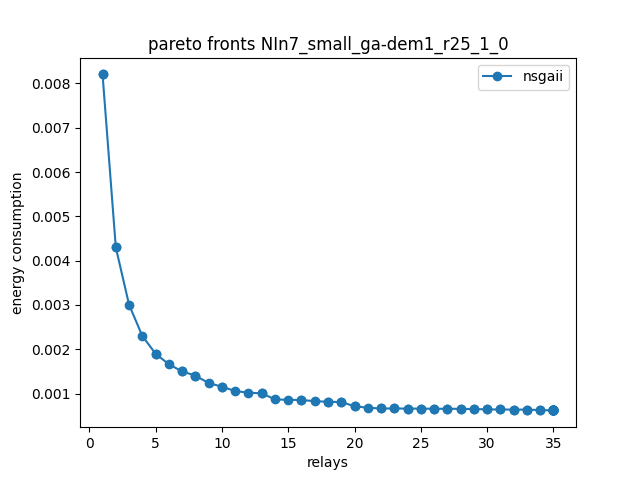 pareto fronts NIn7_small_ga-dem1_r25_1_0
nsgaii
energy consumption
0.008
0.007
0.006
0.005
0.004
0.003
0.002
0.001
0 5 10 15 20 25 30 35
relays